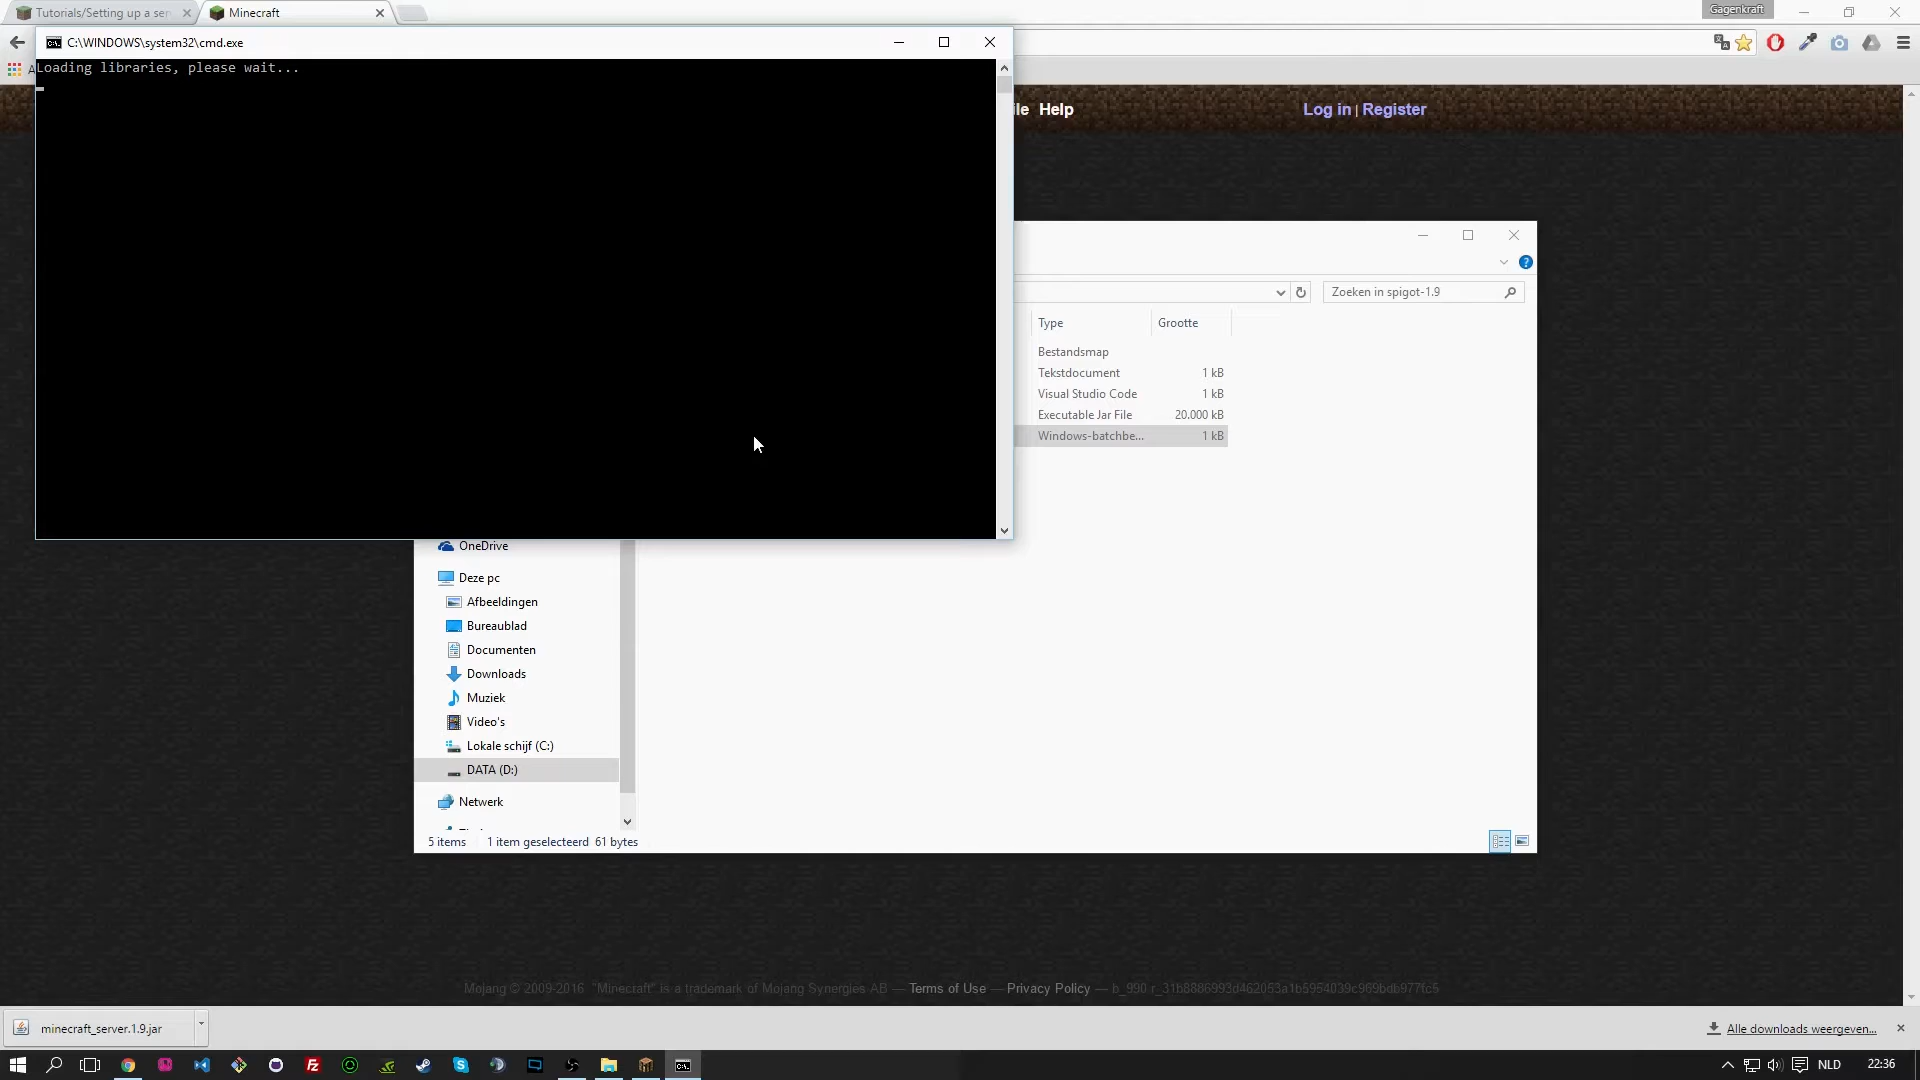 Tutorials/Setting up a ser
Minecraft
Gagenkraft
C:\WINDOWS\system32\cmd.exe
Loading libraries, please wait...
Help
Log in | Register
Zoeken in spigot-1.9
Type Grootte
Bestandsmap
Tekstdocument 1 kB
Visual Studio Code 1 kB
Executable Jar File 20.000 kB
Windows-batchbe... 1 kB
OneDrive
Deze pc
Afbeeldingen
Bureaublad
Documenten
Downloads
Muziek
Video's
Lokale schijf (C:)
DATA (D:)
Netwerk
5 items 1 item geselecteerd 61 bytes
Mojang © 2009-2016 "Minecraft" is a trademark of Mojang Synergies AB — Terms of Use — Privacy Policy —
minecraft_server.1.9.jar
Alle downloads weergeven...
NLD 22:36